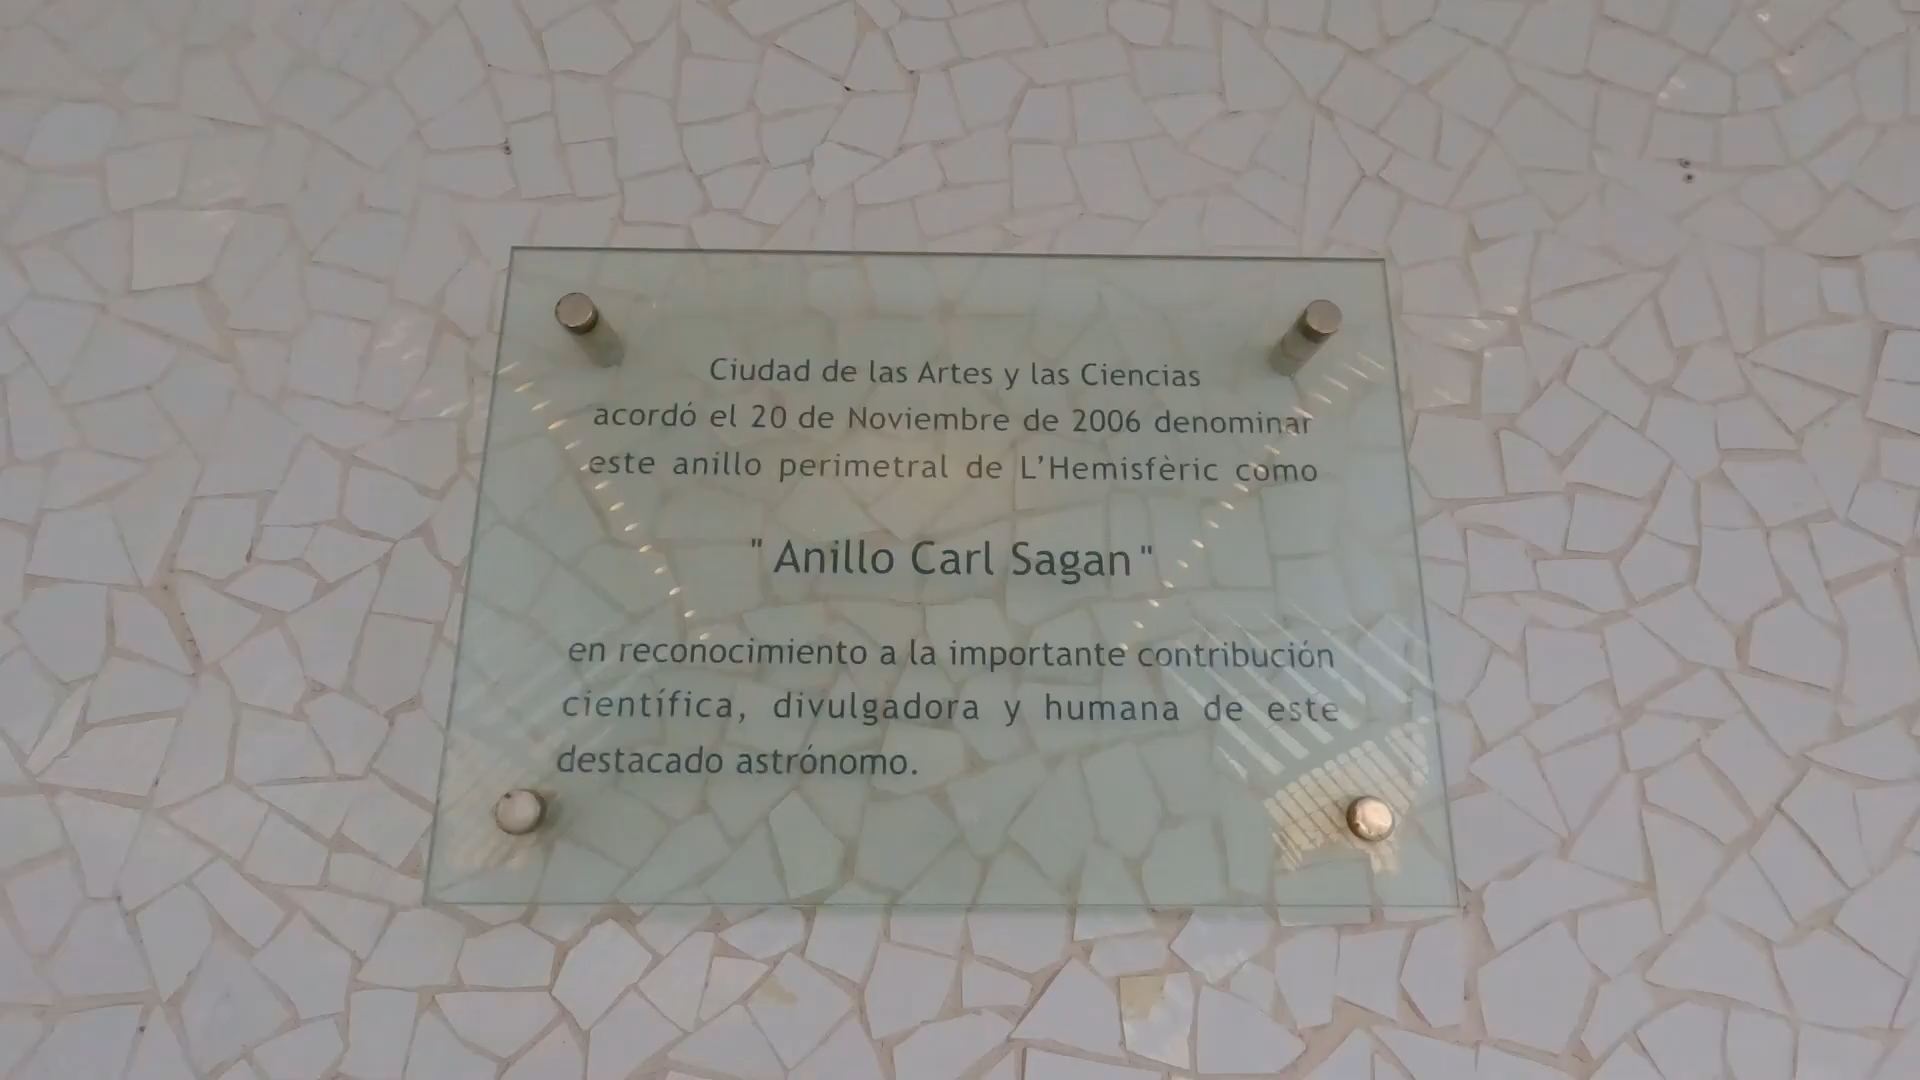 Ciudad de las Artes y las Ciencias
acordó el 20 de Noviembre de 2006 denominar
este anillo perimetral de L'Hemisfèric como
"Anillo Carl Sagan"
en reconocimiento a la importante contribución
científica, divulgadora y humana de este
destacado astrónomo.